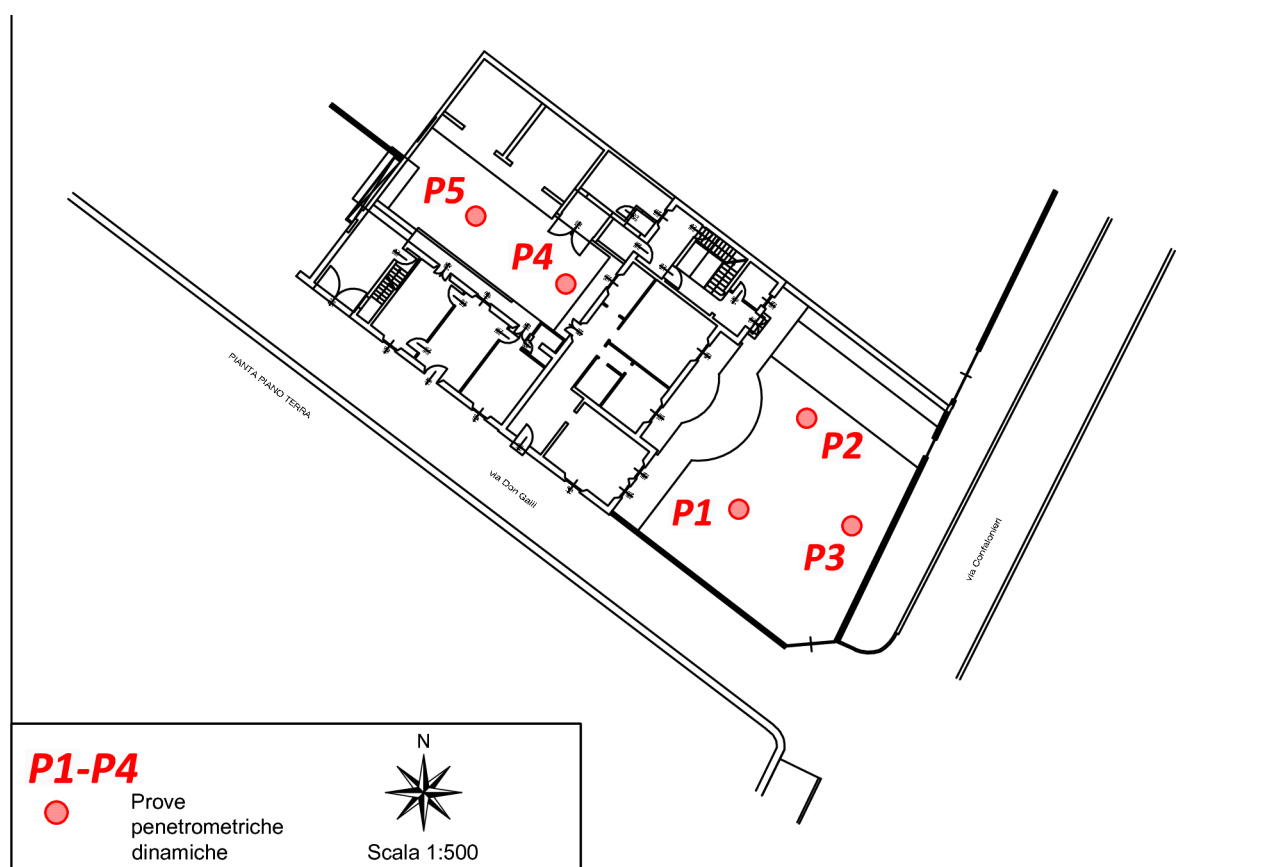 P5
P4
PIANTA PIANO TERRA
P2
via Don Galli
P1
P3
via Confalonieri
P1-P4
Prove
penetrometriche
dinamiche
N
Scala 1:500